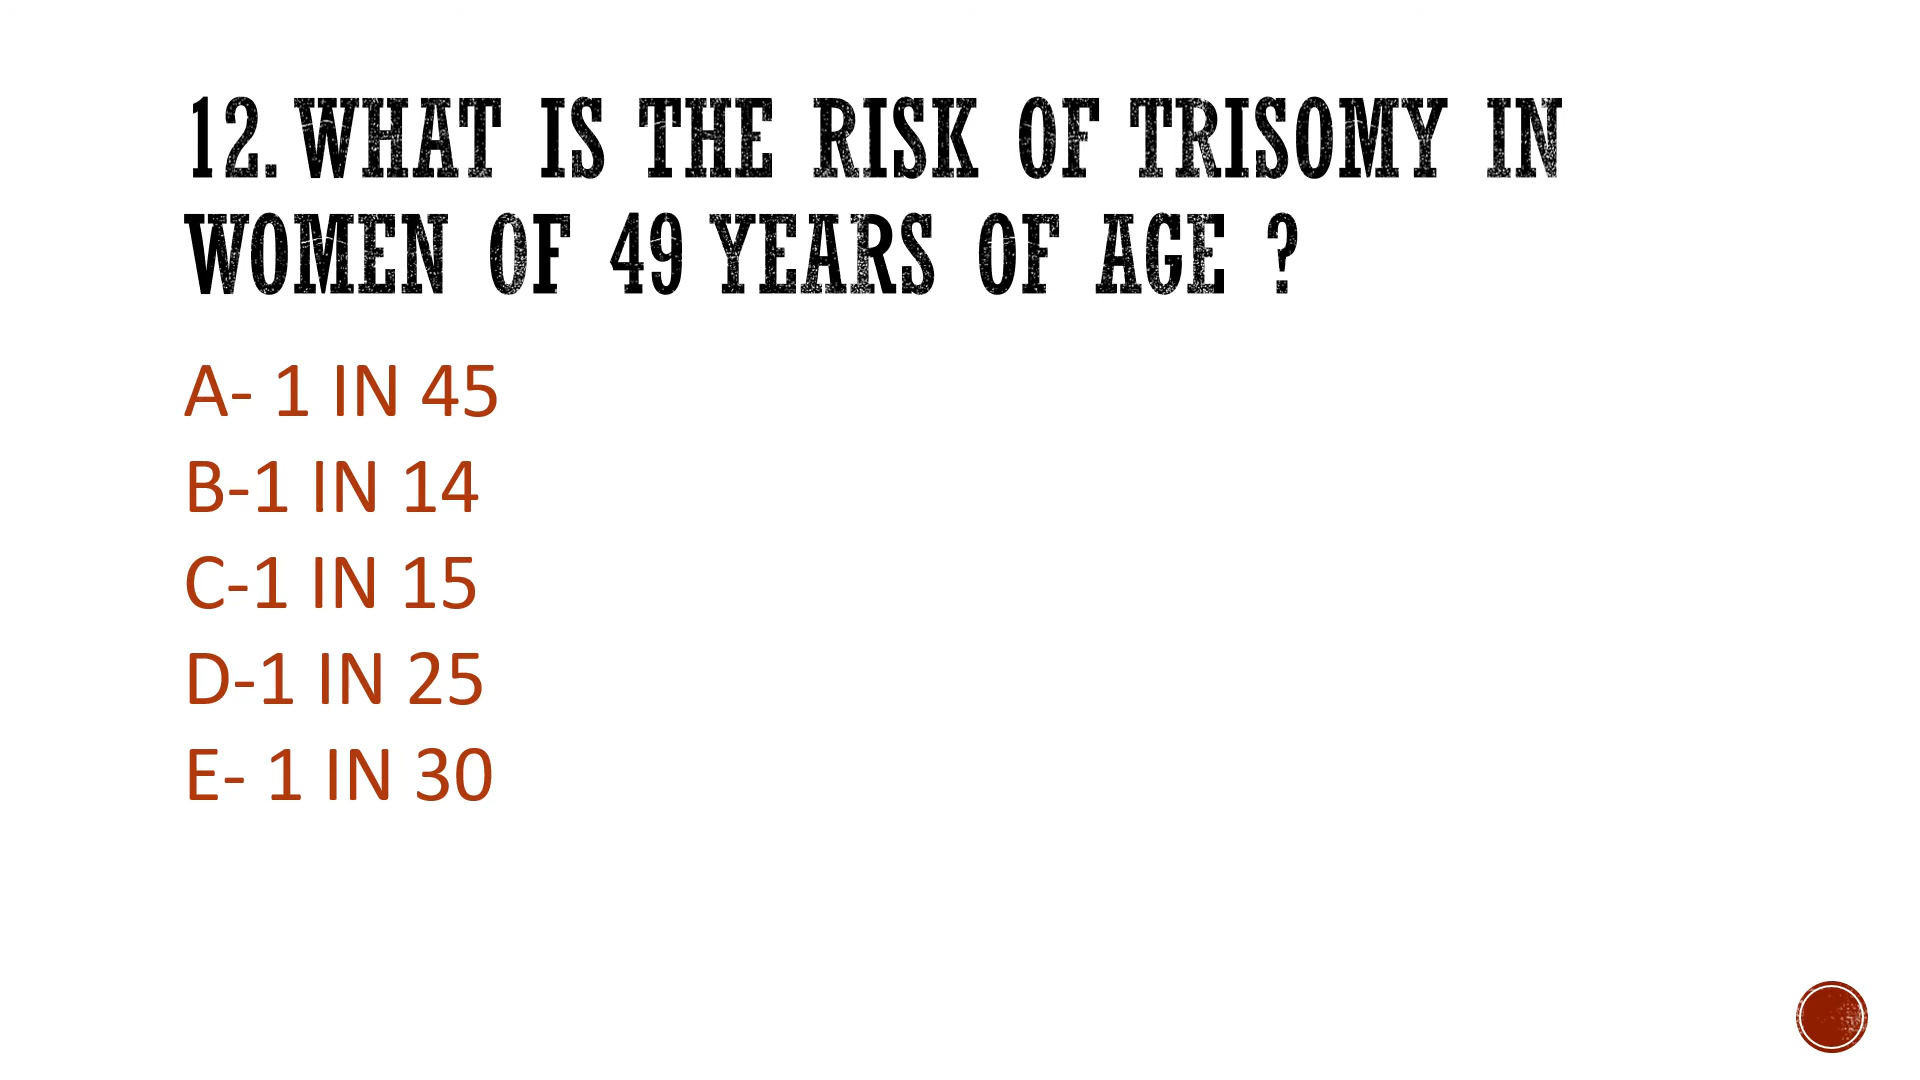 12. WHAT IS THE RISK OF TRISOMY IN
WOMEN OF 49 YEARS OF AGE ?
A- 1 IN 45
B-1 IN 14
C-1 IN 15
D-1 IN 25
E- 1 IN 30